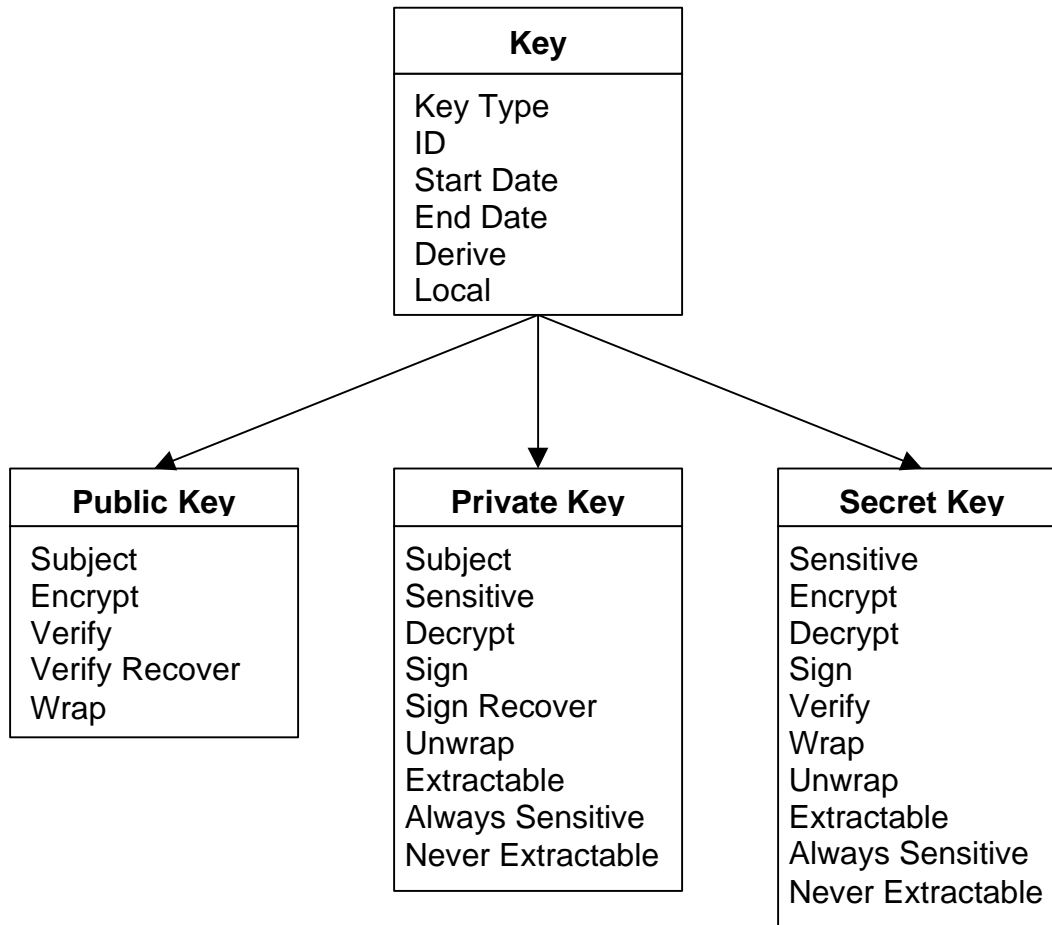 Key
Key Type
ID
Start Date
End Date
Derive
Local
Public Key
Subject
Encrypt
Verify
Verify Recover
Wrap
Private Key
Subject
Sensitive
Decrypt
Sign
Sign Recover
Unwrap
Extractable
Always Sensitive
Never Extractable
Secret Key
Sensitive
Encrypt
Decrypt
Sign
Verify
Wrap
Unwrap
Extractable
Always Sensitive
Never Extractable